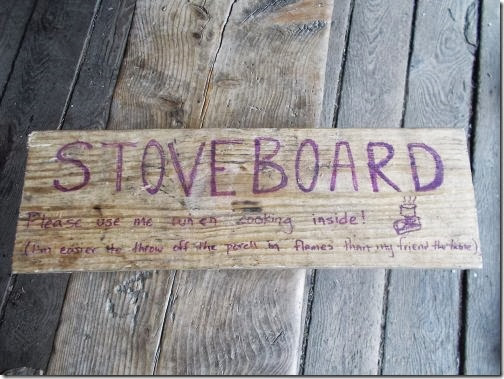 STOVEBOARD
Please use me when cooking inside!
(I'm easier to throw off the porch in flames than my friend the table)